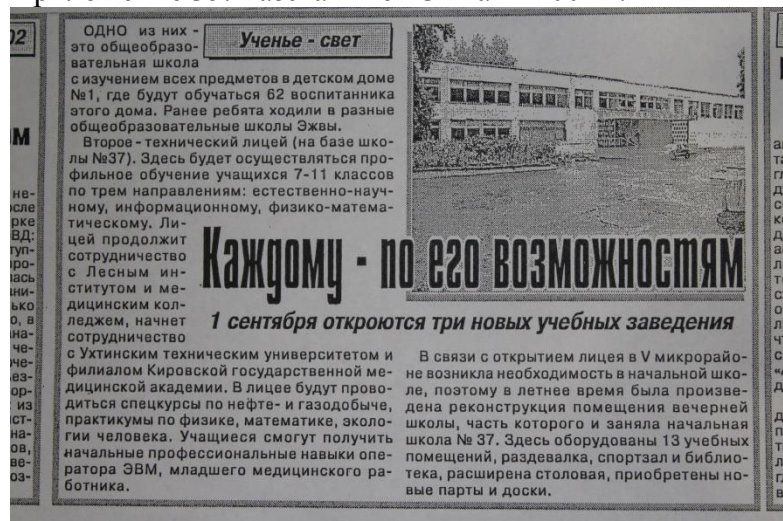 Ученье - свет
Каждому - по его возможностям
1 сентября откроются три новых учебных заведения
ОДНО из них -
это общеобразо-
вательная школа
с изучением всех предметов в детском доме
№1, где будут обучаться 62 воспитанника
этого дома. Ранее ребята ходили в разные
общеобразовательные школы Эжвы.
Второе - технический лицей (на базе шко-
лы №37). Здесь будет осуществляться про-
фильное обучение учащихся 7-11 классов
по трем направлениям: естественно-науч-
ному, информационному, физико-матема-
тическому. Ли-
цей продолжит
сотрудничество
с Лесным ин-
ститутом и ме-
дицинским кол-
леджем, начнет
сотрудничество
с Ухтинским техническим университетом и
филиалом Кировской государственной ме-
дицинской академии. В лицее будут прово-
диться спецкурсы по нефте- и газодобыче,
практикумы по физике, математике, эколо-
гии человека. Учащиеся смогут получить
начальные профессиональные навыки опе-
ратора ЭВМ, младшего медицинского ра-
ботника.
В связи с открытием лицея в V микрорайо-
не возникла необходимость в начальной шко-
ле, поэтому в летнее время была произве-
дена реконструкция помещения вечерней
школы, часть которого и заняла начальная
школа № 37. Здесь оборудованы 13 учебных
помещений, раздевалка, спортзал и библио-
тека, расширена столовая, приобретены но-
вые парты и доски.